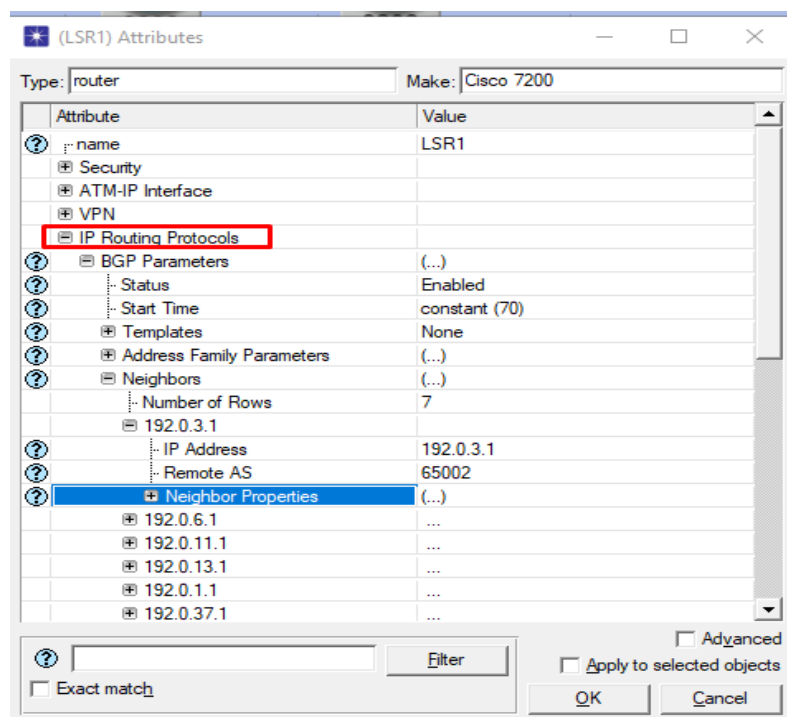 (LSR1) Attributes
Type: router Make: Cisco 7200
Attribute Value
name LSR1
Security
ATM-IP Interface
VPN
IP Routing Protocols
BGP Parameters (...)
Status Enabled
Start Time constant (70)
Templates None
Address Family Parameters (...)
Neighbors (...)
Number of Rows 7
192.0.3.1
IP Address 192.0.3.1
Remote AS 65002
Neighbor Properties (...)
192.0.6.1 ...
192.0.11.1 ...
192.0.13.1 ...
192.0.1.1 ...
192.0.37.1 ...
Advanced
Filter
Apply to selected objects
Exact match
OK Cancel